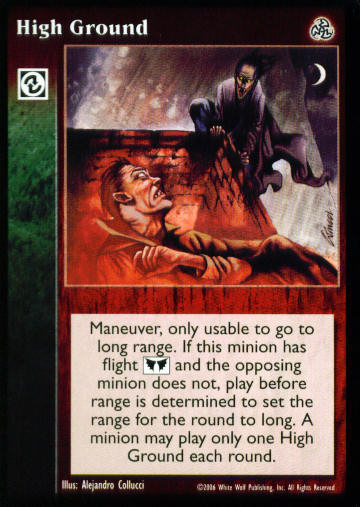 High Ground
Maneuver, only usable to go to
long range. If this minion has
flight and the opposing
minion does not, play before
range is determined to set the
range for the round to long. A
minion may play only one High
Ground each round.
Illus: Alejandro Collucci
©2006 White Wolf Publishing, Inc. All Rights Reserved